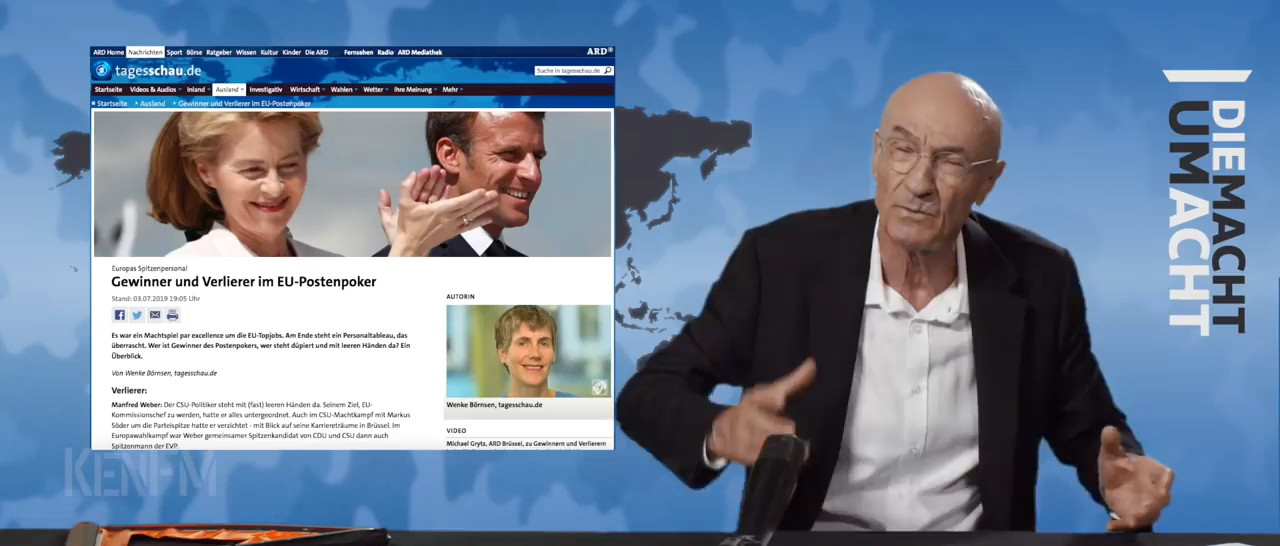 ARD Home Nachrichten Sport Börse Ratgeber Wissen Kultur Kinder Die ARD Fernsehen Radio ARD Mediathek ARD
tagesschau.de
Suche in tagesschau.de
Startseite Videos & Audios Inland Ausland Investigativ Wirtschaft Wahlen Wetter Ihre Meinung Mehr
Startseite Ausland Gewinner und Verlierer im EU-Postenpoker
Europas Spitzenpersonal
Gewinner und Verlierer im EU-Postenpoker
Stand: 03.07.2019 19:05 Uhr
Es war ein Machtspiel par excellence um die EU-Topjobs. Am Ende steht ein Personaltableau, das
überrascht. Wer ist Gewinner des Postenpokers, wer steht düpiert und mit leeren Händen da? Ein
Überblick.
Von Wenke Börnsen, tagesschau.de
Verlierer:
Manfred Weber: Der CSU-Politiker steht mit (fast) leeren Händen da. Seinem Ziel, EU-
Kommissionschef zu werden, hatte er alles untergeordnet. Auch im CSU-Machtkampf mit Markus
Söder um die Parteispitze hatte er verzichtet - mit Blick auf seine Karriereträume in Brüssel. Im
Europawahlkampf war Weber gemeinsamer Spitzenkandidat von CDU und CSU dann auch
Spitzenmann der EVP.
AUTORIN
Wenke Börnsen, tagesschau.de
VIDEO
Michael Grytz, ARD Brüssel, zu Gewinnern und Verlierern
KENFM
DIEMACHT
UMMACHT